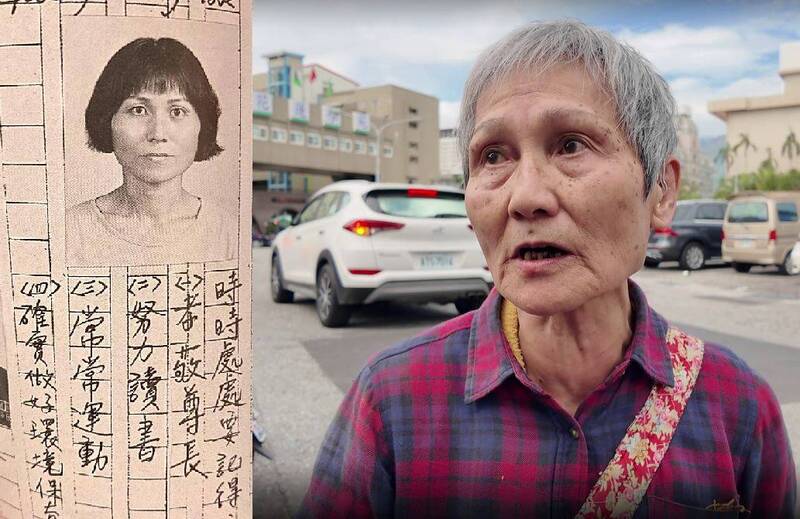 時時處處要記得：
(一)孝敬尊長
(二)努力讀書
(三)常常運動
(四)確實做好環境保